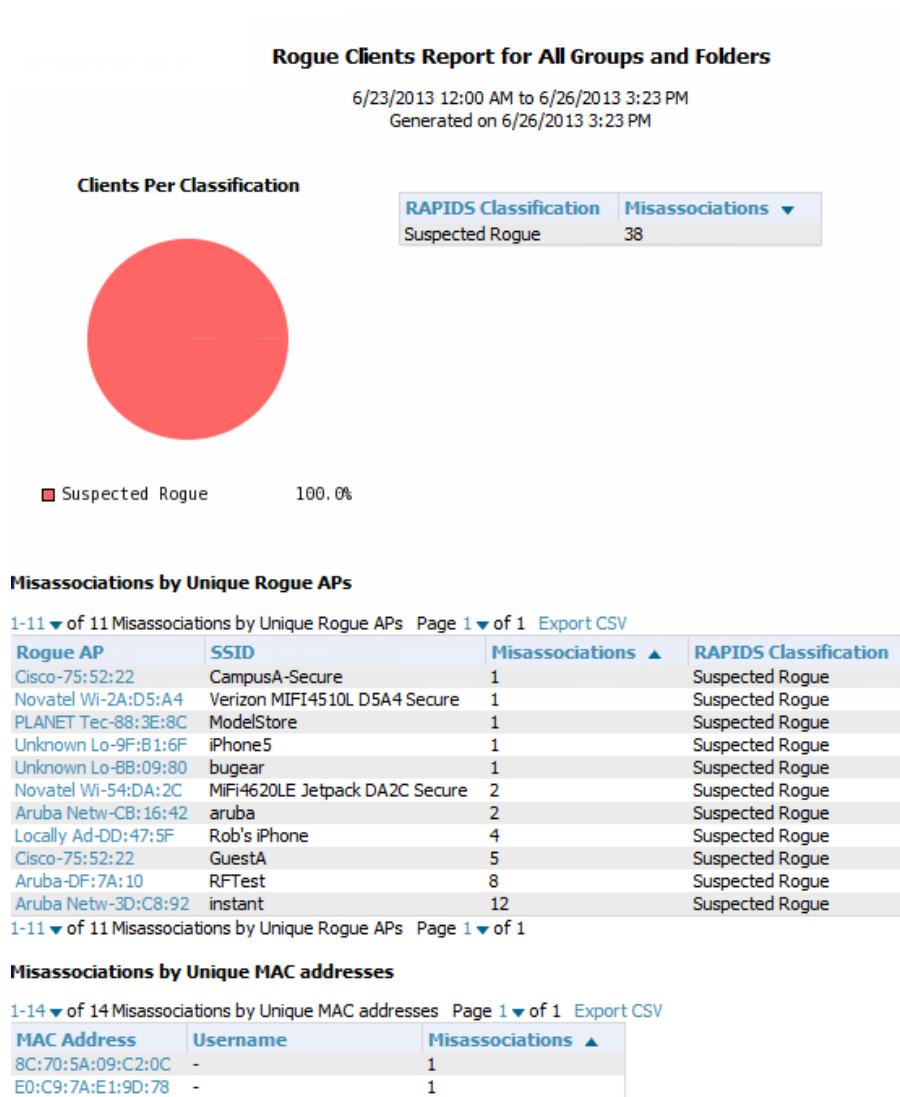 Rogue Clients Report for All Groups and Folders
6/23/2013 12:00 AM to 6/26/2013 3:23 PM
Generated on 6/26/2013 3:23 PM
Clients Per Classification
RAPIDS Classification Misassociations ▼
Suspected Rogue 38
Suspected Rogue 100.0%
Misassociations by Unique Rogue APs
1-11 ▼ of 11 Misassociations by Unique Rogue APs Page 1 ▼ of 1 Export CSV
Rogue AP SSID Misassociations ▲ RAPIDS Classification
Cisco-75:52:22 CampusA-Secure 1 Suspected Rogue
Novatel Wi-2A:D5:A4 Verizon MIFI4510L D5A4 Secure 1 Suspected Rogue
PLANET Tec-88:3E:8C ModelStore 1 Suspected Rogue
Unknown Lo-9F:B1:6F iPhone5 1 Suspected Rogue
Unknown Lo-BB:09:80 bugear 1 Suspected Rogue
Novatel Wi-54:DA:2C MiFi4620LE Jetpack DA2C Secure 2 Suspected Rogue
Aruba Netw-CB:16:42 aruba 2 Suspected Rogue
Locally Ad-DD:47:5F Rob's iPhone 4 Suspected Rogue
Cisco-75:52:22 GuestA 5 Suspected Rogue
Aruba-DF:7A:10 RFTest 8 Suspected Rogue
Aruba Netw-3D:C8:92 instant 12 Suspected Rogue
1-11 ▼ of 11 Misassociations by Unique Rogue APs Page 1 ▼ of 1
Misassociations by Unique MAC addresses
1-14 ▼ of 14 Misassociations by Unique MAC addresses Page 1 ▼ of 1 Export CSV
MAC Address Username Misassociations ▲
8C:70:5A:09:C2:0C - 1
E0:C9:7A:E1:9D:78 - 1